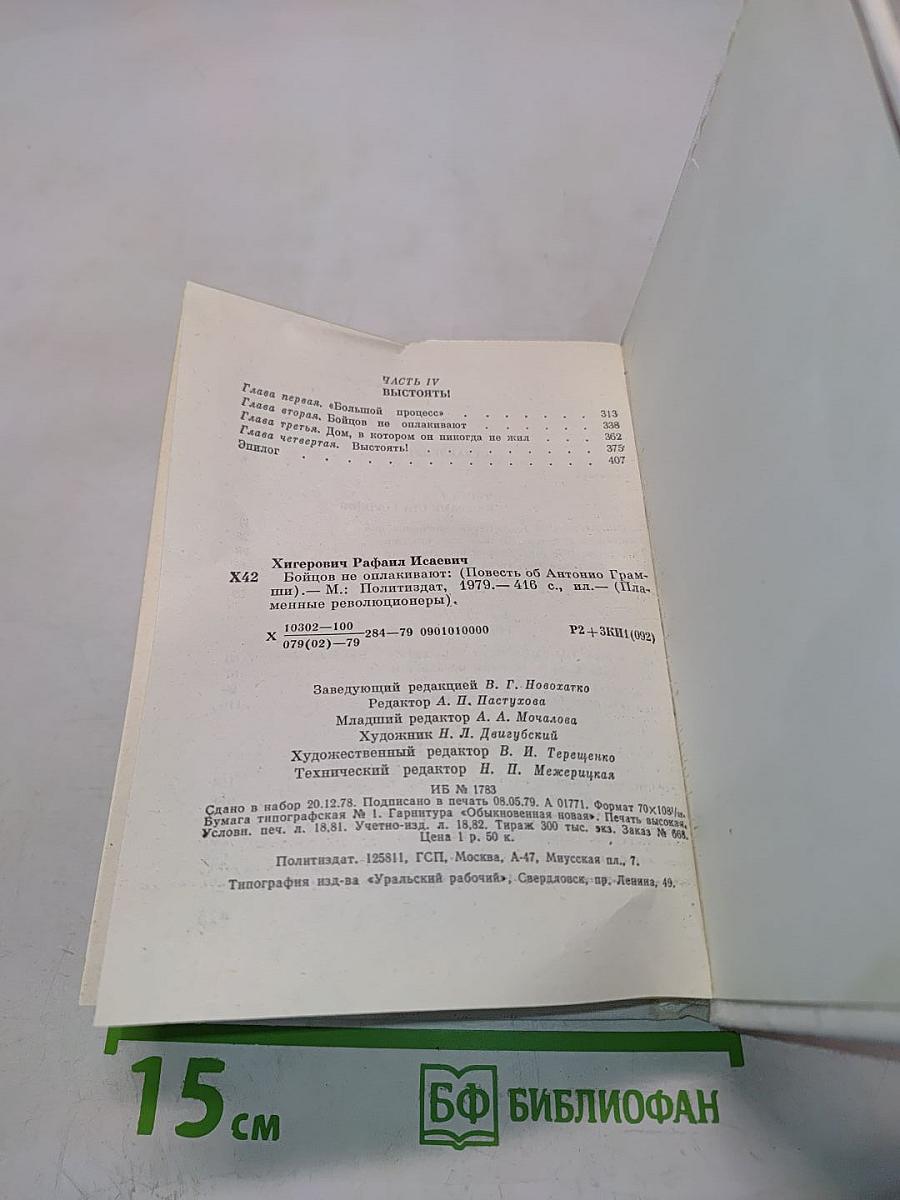 ЧАСТЬ IV
ВЫСТОЯТЬ!
Глава первая. «Большой процесс» . . . . . . . 313
Глава вторая. Бойцов не оплакивают . . . . . . 338
Глава третья. Дом, в котором он никогда не жил . . . 362
Глава четвертая. Выстоять! . . . . . . . . . 375
Эпилог . . . . . . . . . . . . . 407
Хигерович Рафаил Исаевич
Х42 Бойцов не оплакивают: (Повесть об Антонио Грам-
ши).— М.: Политиздат, 1979.— 416 с., ил.— (Пла-
менные революционеры).
Х 10302—100
079(02)—79 284—79 0901010000 Р2+3КИ1(092)
Заведующий редакцией В. Г. Новохатко
Редактор А. П. Пастухова
Младший редактор А. А. Мочалова
Художник Н. Л. Двигубский
Художественный редактор В. И. Терещенко
Технический редактор Н. П. Межерицкая
ИБ № 1783
Сдано в набор 20.12.78. Подписано в печать 08.05.79. А 01771. Формат 70×108¹/₃₂.
Бумага типографская № 1. Гарнитура «Обыкновенная новая». Печать высокая.
Условн. печ. л. 18,81. Учетно-изд. л. 18,82. Тираж 300 тыс. экз. Заказ № 668.
Цена 1 р. 50 к.
Политиздат. 125811, ГСП, Москва, А-47, Миусская пл., 7.
Типография изд-ва «Уральский рабочий», Свердловск, пр. Ленина, 49.
15 см БФ БИБЛИОФАН